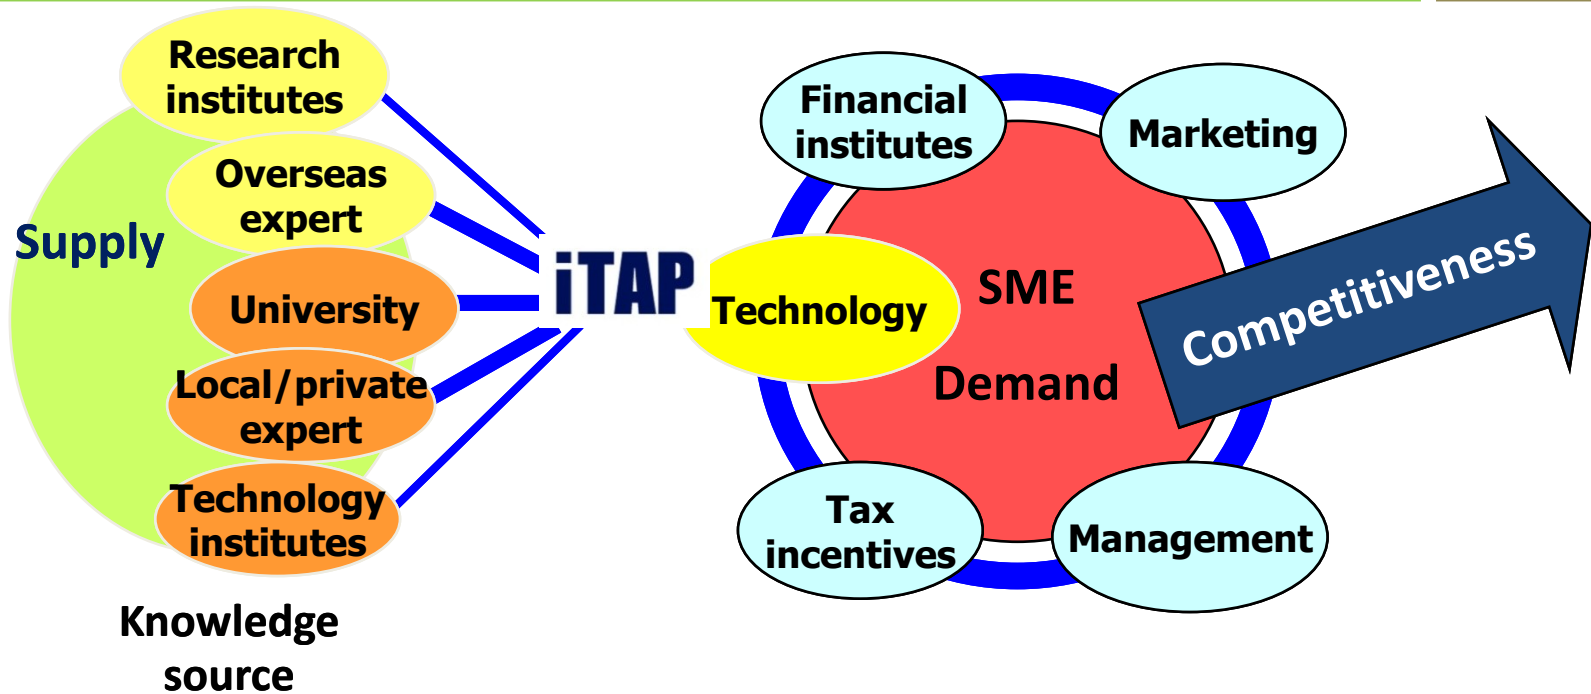 Research
institutes
Overseas
expert
Supply
University
Local/private
expert
Technology
institutes
Knowledge
source
iTAP
Technology
Financial
institutes
Marketing
SME
Demand
Tax
incentives
Management
Competitiveness